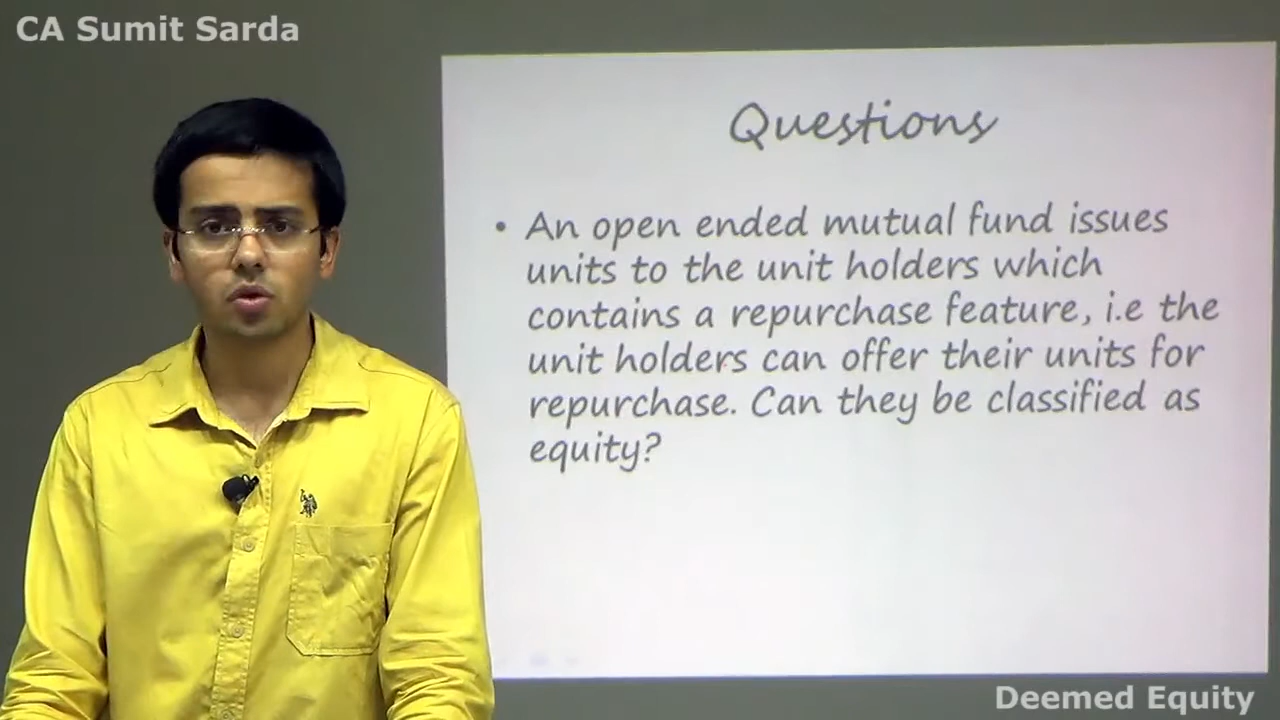 CA Sumit Sarda
Questions
• An open ended mutual fund issues
units to the unit holders which
contains a repurchase feature, i.e the
unit holders can offer their units for
repurchase. Can they be classified as
equity?
Deemed Equity